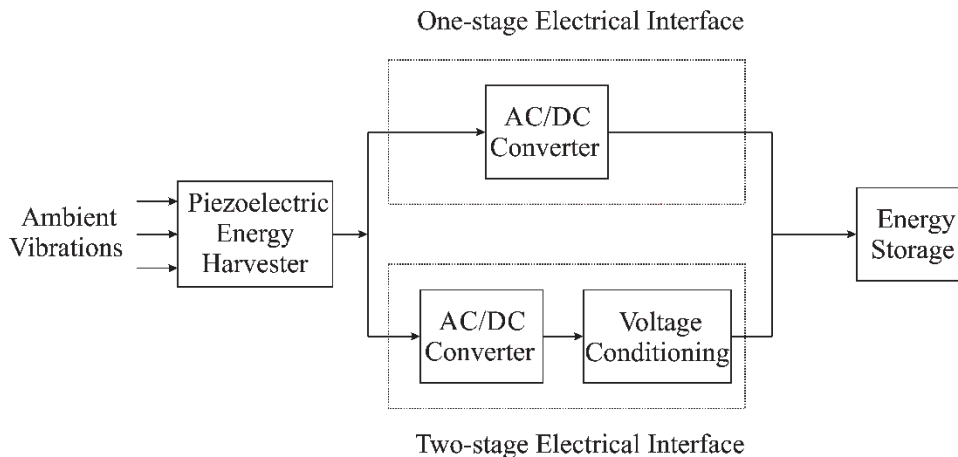 One-stage Electrical Interface
AC/DC
Converter
Ambient
Vibrations
Piezoelectric
Energy
Harvester
Energy
Storage
AC/DC
Converter
Voltage
Conditioning
Two-stage Electrical Interface